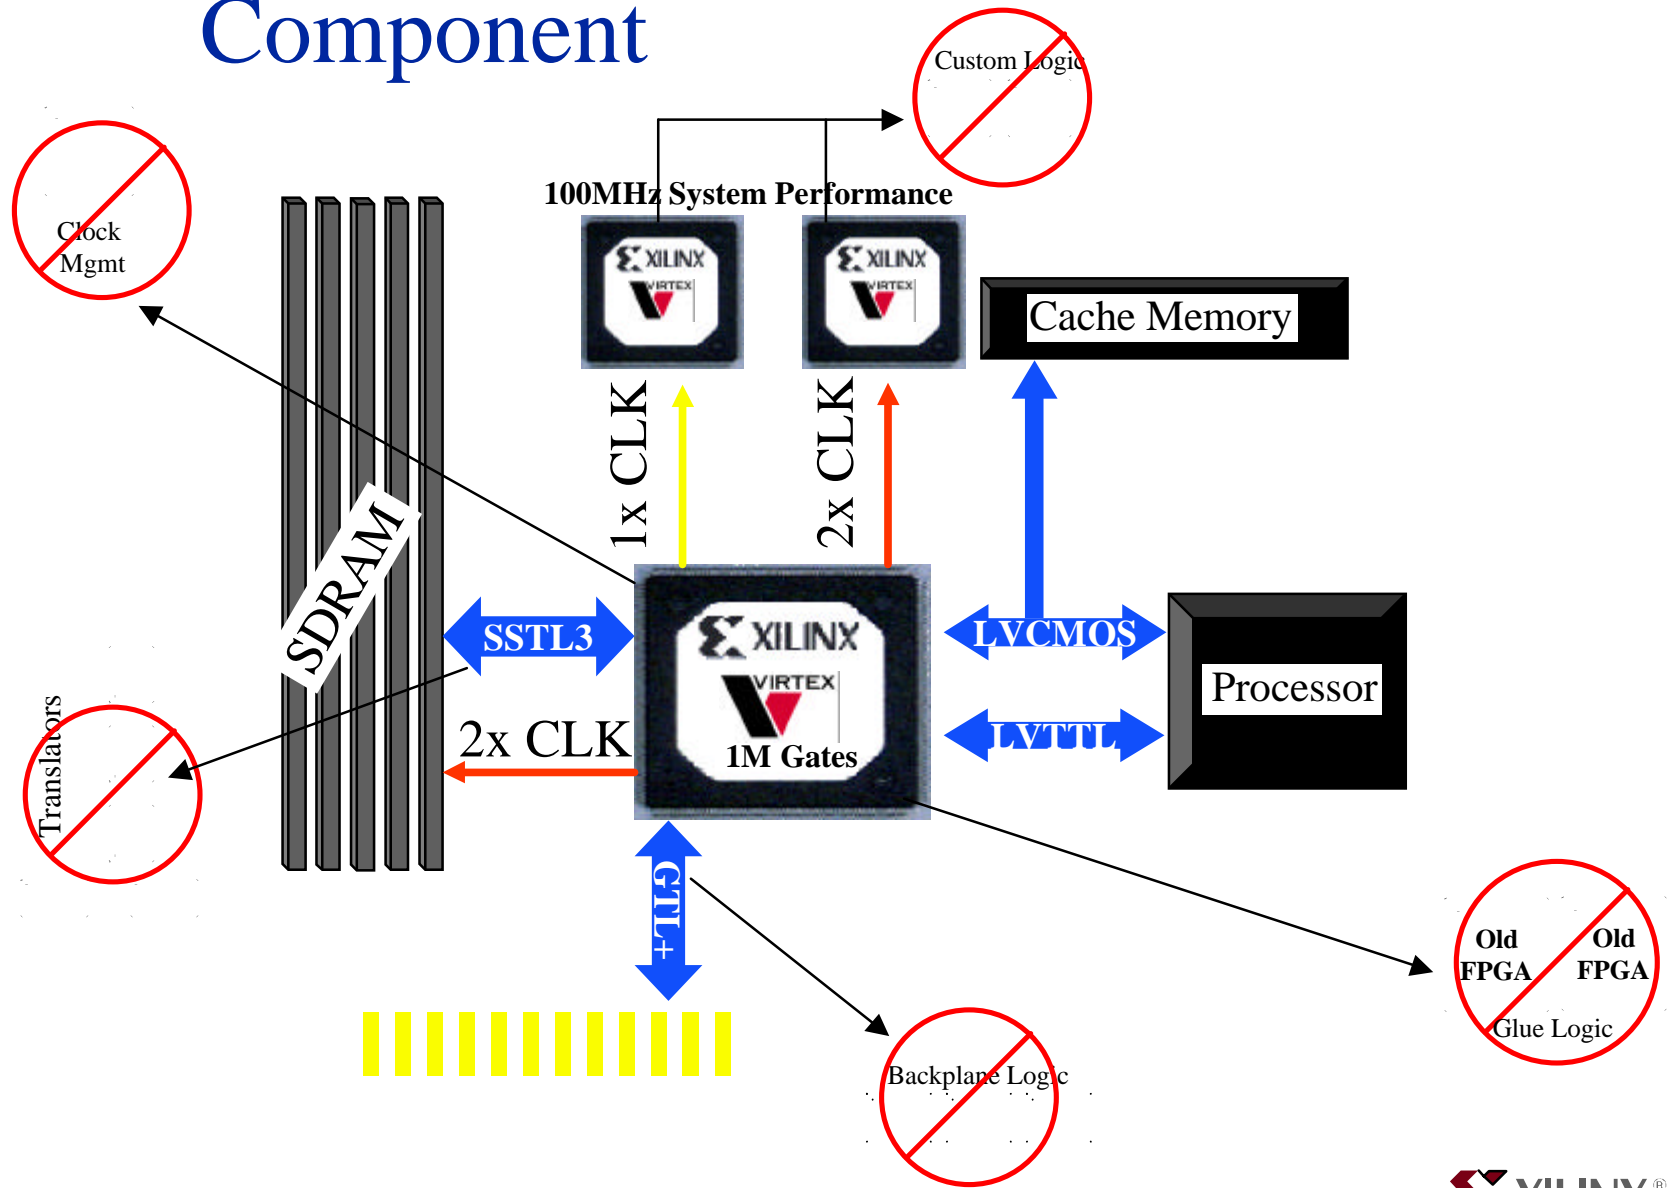 Component
Custom Logic
Clock
Mgmt
100MHz System Performance
XILINX
VIRTEX
XILINX
VIRTEX
Cache Memory
1x CLK
2x CLK
SDRAM
SSTL3
XILINX
VIRTEX
1M Gates
LVCMOS
LVTTL
Processor
Translators
2x CLK
GTL+
Old
FPGA
Old
FPGA
Glue Logic
Backplane Logic
XILINX®